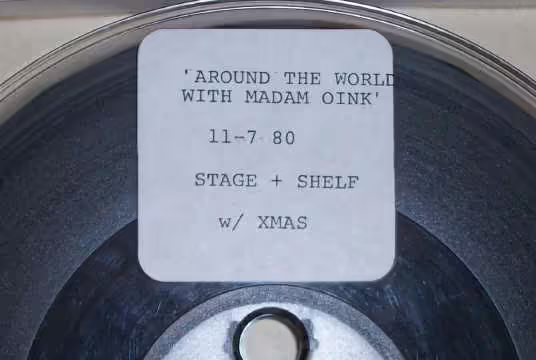 'AROUND THE WORLD
WITH MADAM OINK'
11-7 80
STAGE + SHELF
w/ XMAS